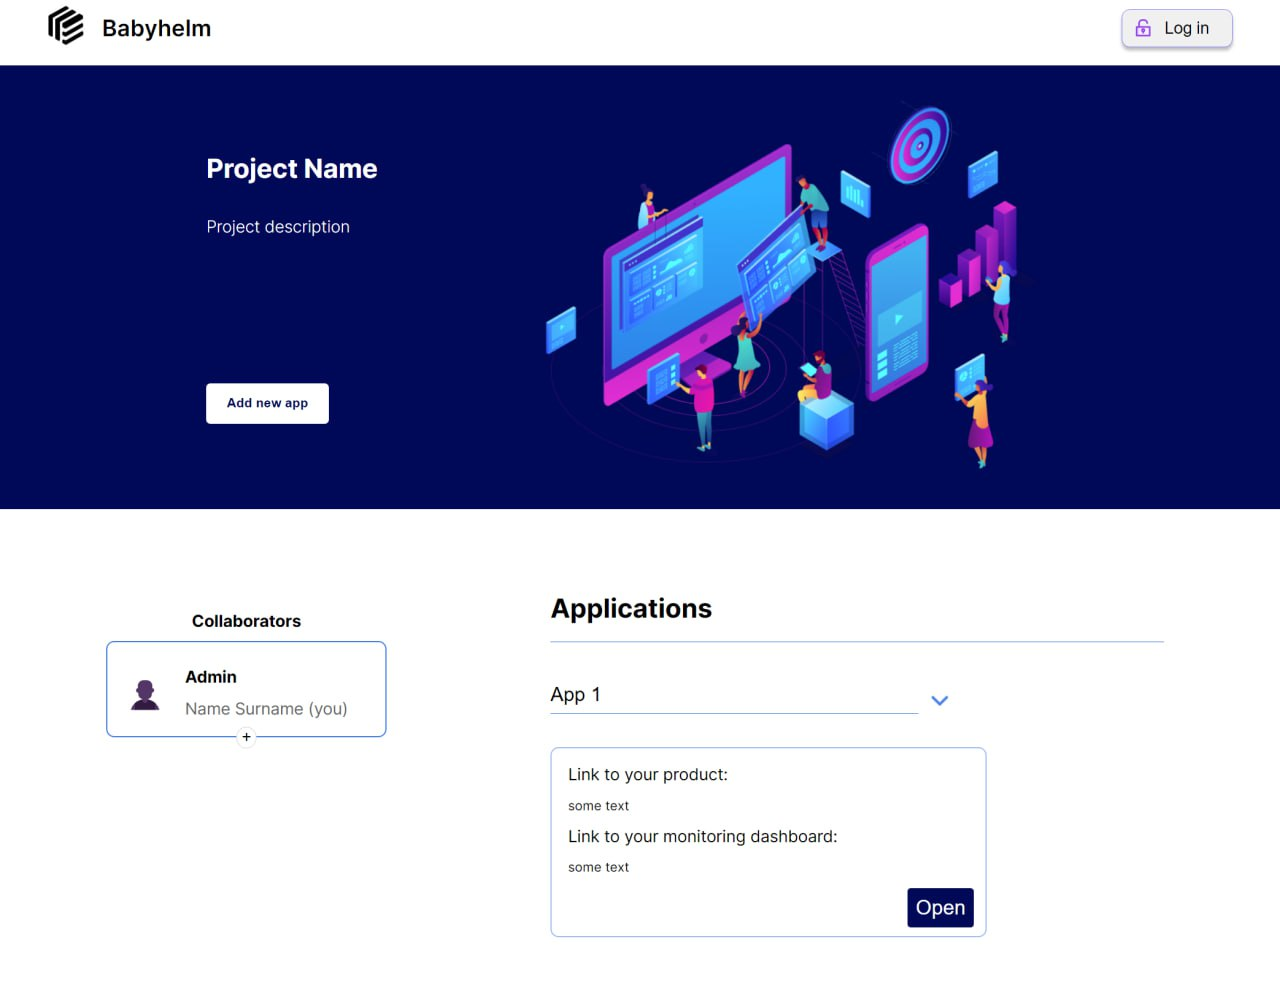 Babyhelm
Log in
Project Name
Project description
Add new app
Collaborators
Admin
Name Surname (you)
+
Applications
App 1
Link to your product:
some text
Link to your monitoring dashboard:
some text
Open